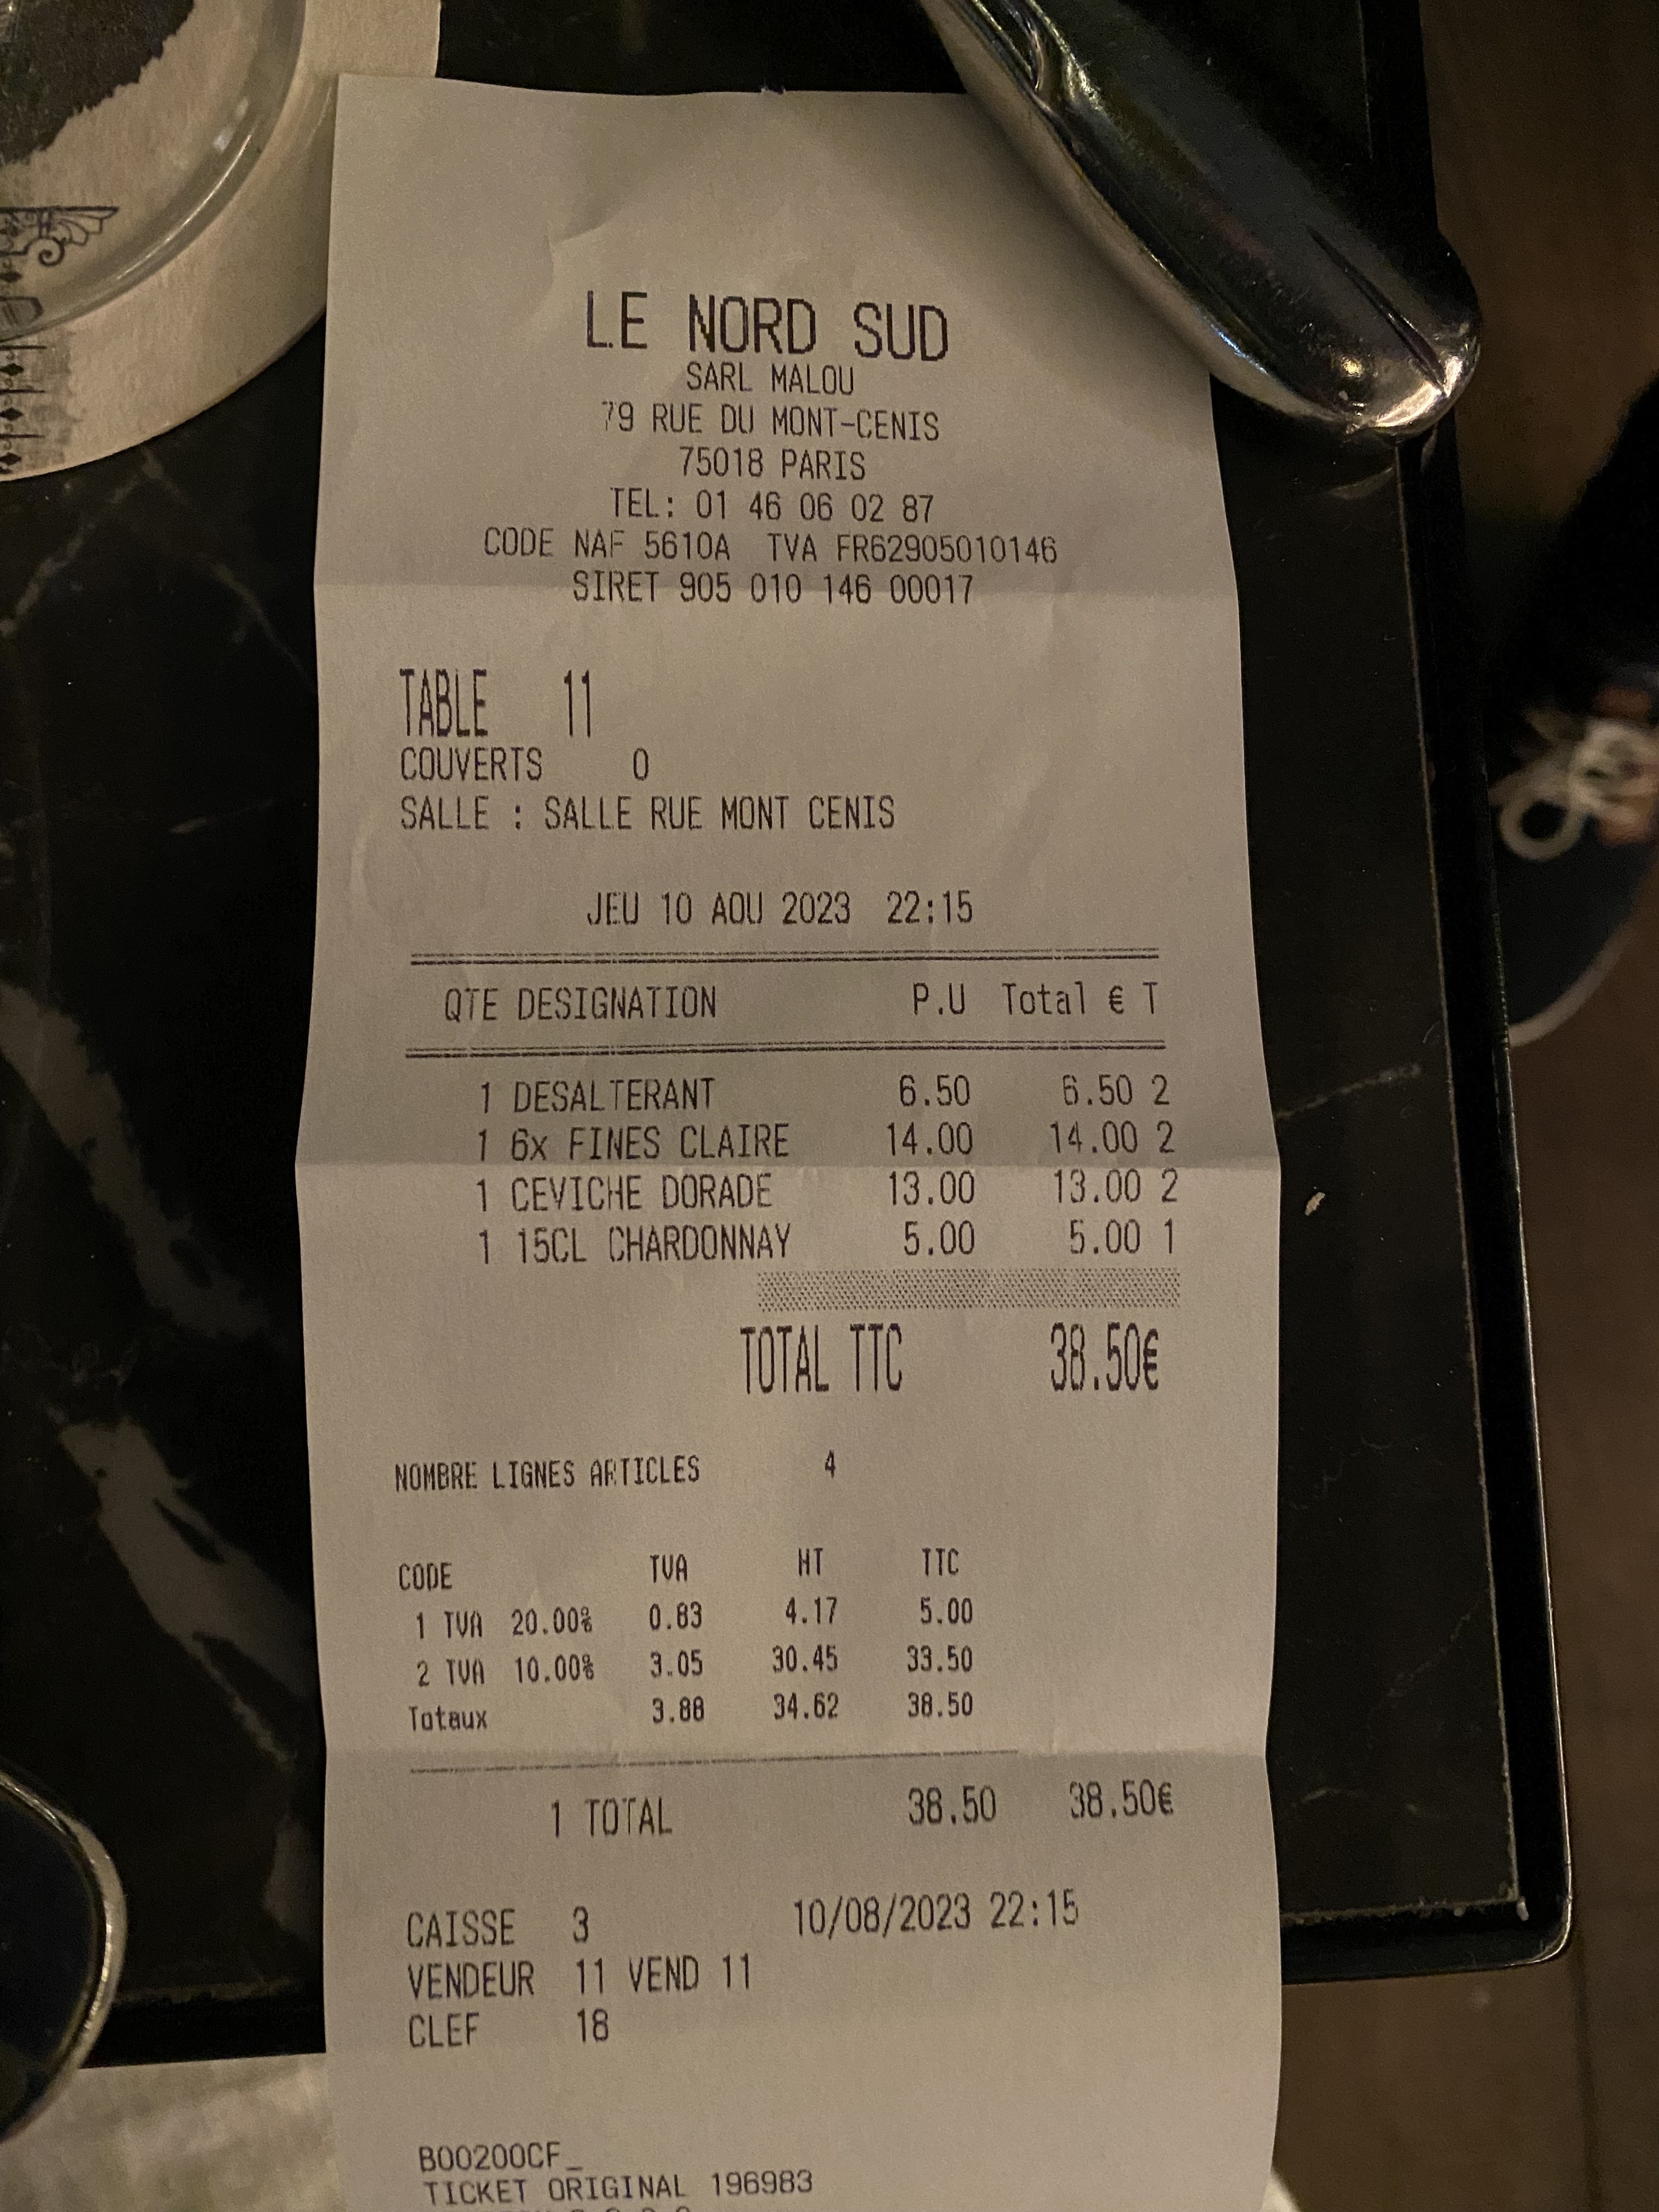 LE NORD SUD
SARL MALOU
79 RUE DU MONT-CENIS
75018 PARIS
TEL: 01 46 06 02 87
CODE NAF 5610A TVA FR62905010146
SIRET 905 010 146 00017
TABLE 11
COUVERTS 0
SALLE : SALLE RUE MONT CENIS
JEU 10 AOU 2023 22:15
QTE DESIGNATION P.U Total € T
1 DESALTERANT 6.50 6.50 2
1 6x FINES CLAIRE 14.00 14.00 2
1 CEVICHE DORADE 13.00 13.00 2
1 15CL CHARDONNAY 5.00 5.00 1
TOTAL TTC 38.50€
NOMBRE LIGNES ARTICLES 4
CODE TVA HT TTC
1 TVA 20.00% 0.83 4.17 5.00
2 TVA 10.00% 3.05 30.45 33.50
Totaux 3.88 34.62 38.50
1 TOTAL 38.50 38.50€
CAISSE 3 10/08/2023 22:15
VENDEUR 11 VEND 11
CLEF 18
B00200CF_
TICKET ORIGINAL 196983